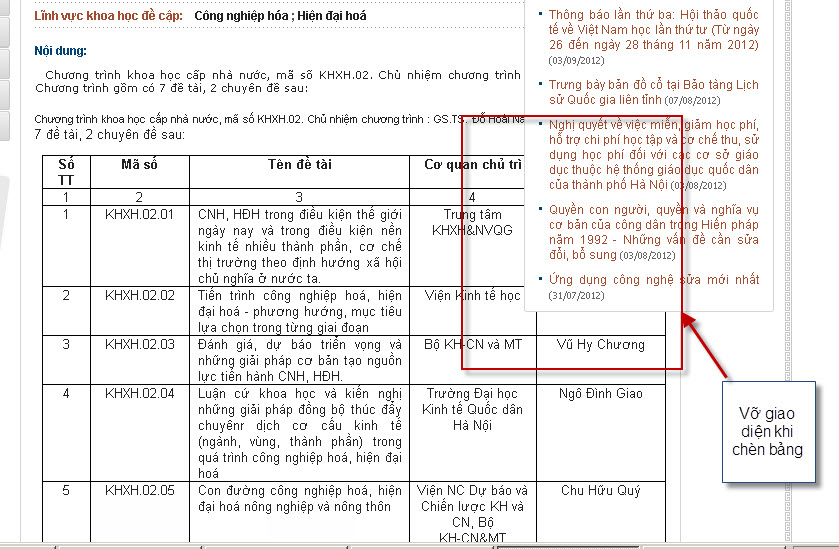 Lĩnh vực khoa học đề cập: Công nghiệp hóa ; Hiện đại hoá
Nội dung:
Chương trình khoa học cấp nhà nước, mã số KHXH.02. Chủ nhiệm chương trình
Chương trình gồm có 7 đề tài, 2 chuyên đề sau:
Chương trình khoa học cấp nhà nước, mã số KHXH.02. Chủ nhiệm chương trình : GS.TS. Đỗ Hoài Na
7 đề tài, 2 chuyên đề sau:
Số TT Mã số Tên đề tài Cơ quan chủ trì
1 2 3 4
1 KHXH.02.01 CNH, HĐH trong điều kiện thế giới Trung tâm
ngày nay và trong điều kiện nền KHXH&NVQG
kinh tế nhiều thành phần, cơ chế
thị trường theo định hướng xã hội
chủ nghĩa ở nước ta.
2 KHXH.02.02 Tiến trình công nghiệp hoá, hiện Viện Kinh tế học
đại hoá - phương hướng, mục tiêu
lựa chọn trong từng giai đoạn
3 KHXH.02.03 Đánh giá, dự báo triển vọng và Bộ KH-CN và MT Vũ Hy Chương
những giải pháp cơ bản tạo nguồn
lực tiến hành CNH, HĐH.
4 KHXH.02.04 Luận cứ khoa học và kiến nghị Trường Đại học Ngô Đình Giao
những giải pháp đồng bộ thúc đẩy Kinh tế Quốc dân
chuyênr dịch cơ cấu kinh tế Hà Nội
(ngành, vùng, thành phần) trong
quá trình công nghiệp hoá, hiện đại
hoá
5 KHXH.02.05 Con đường công nghiệp hoá, hiện Viện NC Dự báo và Chu Hữu Quý
đại hoá nông nghiệp và nông thôn Chiến lược KH và
CN, Bộ
KH-CN&MT
Thông báo lần thứ ba: Hội thảo quốc
tế về Việt Nam học lần thứ tư (Từ ngày
26 đến ngày 28 tháng 11 năm 2012)
(03/09/2012)
Trưng bày bản đồ cổ tại Bảo tàng Lịch
sử Quốc gia liên tỉnh (07/08/2012)
Nghị quyết về việc miễn, giảm học phí,
hỗ trợ chi phí học tập và cơ chế thu, sử
dụng học phí đối với các cơ sở giáo
dục thuộc hệ thống giáo dục quốc dân
của thành phố Hà Nội (03/08/2012)
Quyền con người, quyền và nghĩa vụ
cơ bản của công dân trong Hiến pháp
năm 1992 - Những vấn đề cần sửa
đổi, bổ sung (03/08/2012)
Ứng dụng công nghệ sửa mới nhất
(31/07/2012)
Vỡ giao
diện khi
chèn bảng